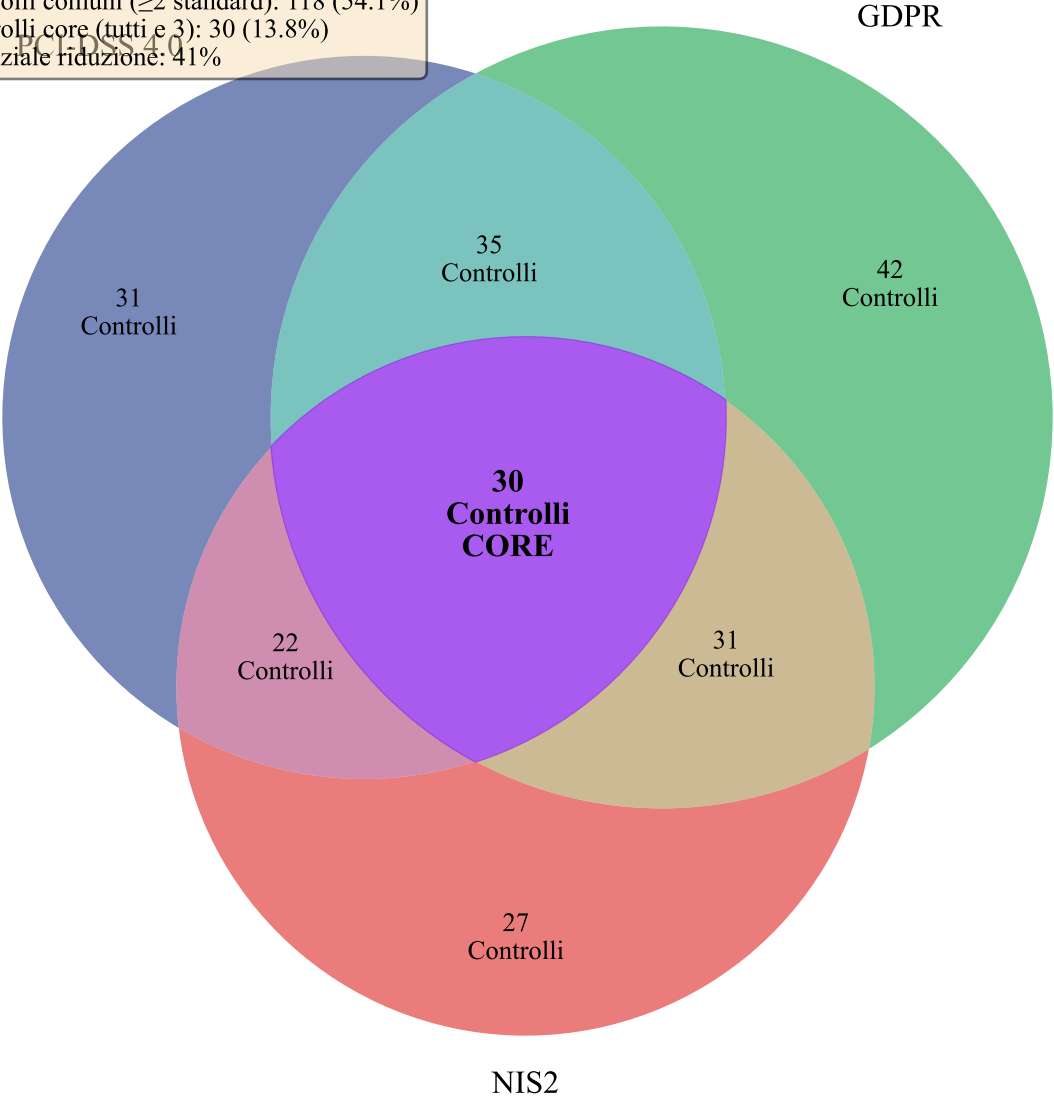 olli comuni (≥2 standard): 118 (54.1%)
rolli core (tutti e 3): 30 (13.8%)
PCI-DSS 4.0
ziale riduzione: 41%
GDPR
35
Controlli
42
Controlli
31
Controlli
30
Controlli
CORE
22
Controlli
31
Controlli
27
Controlli
NIS2